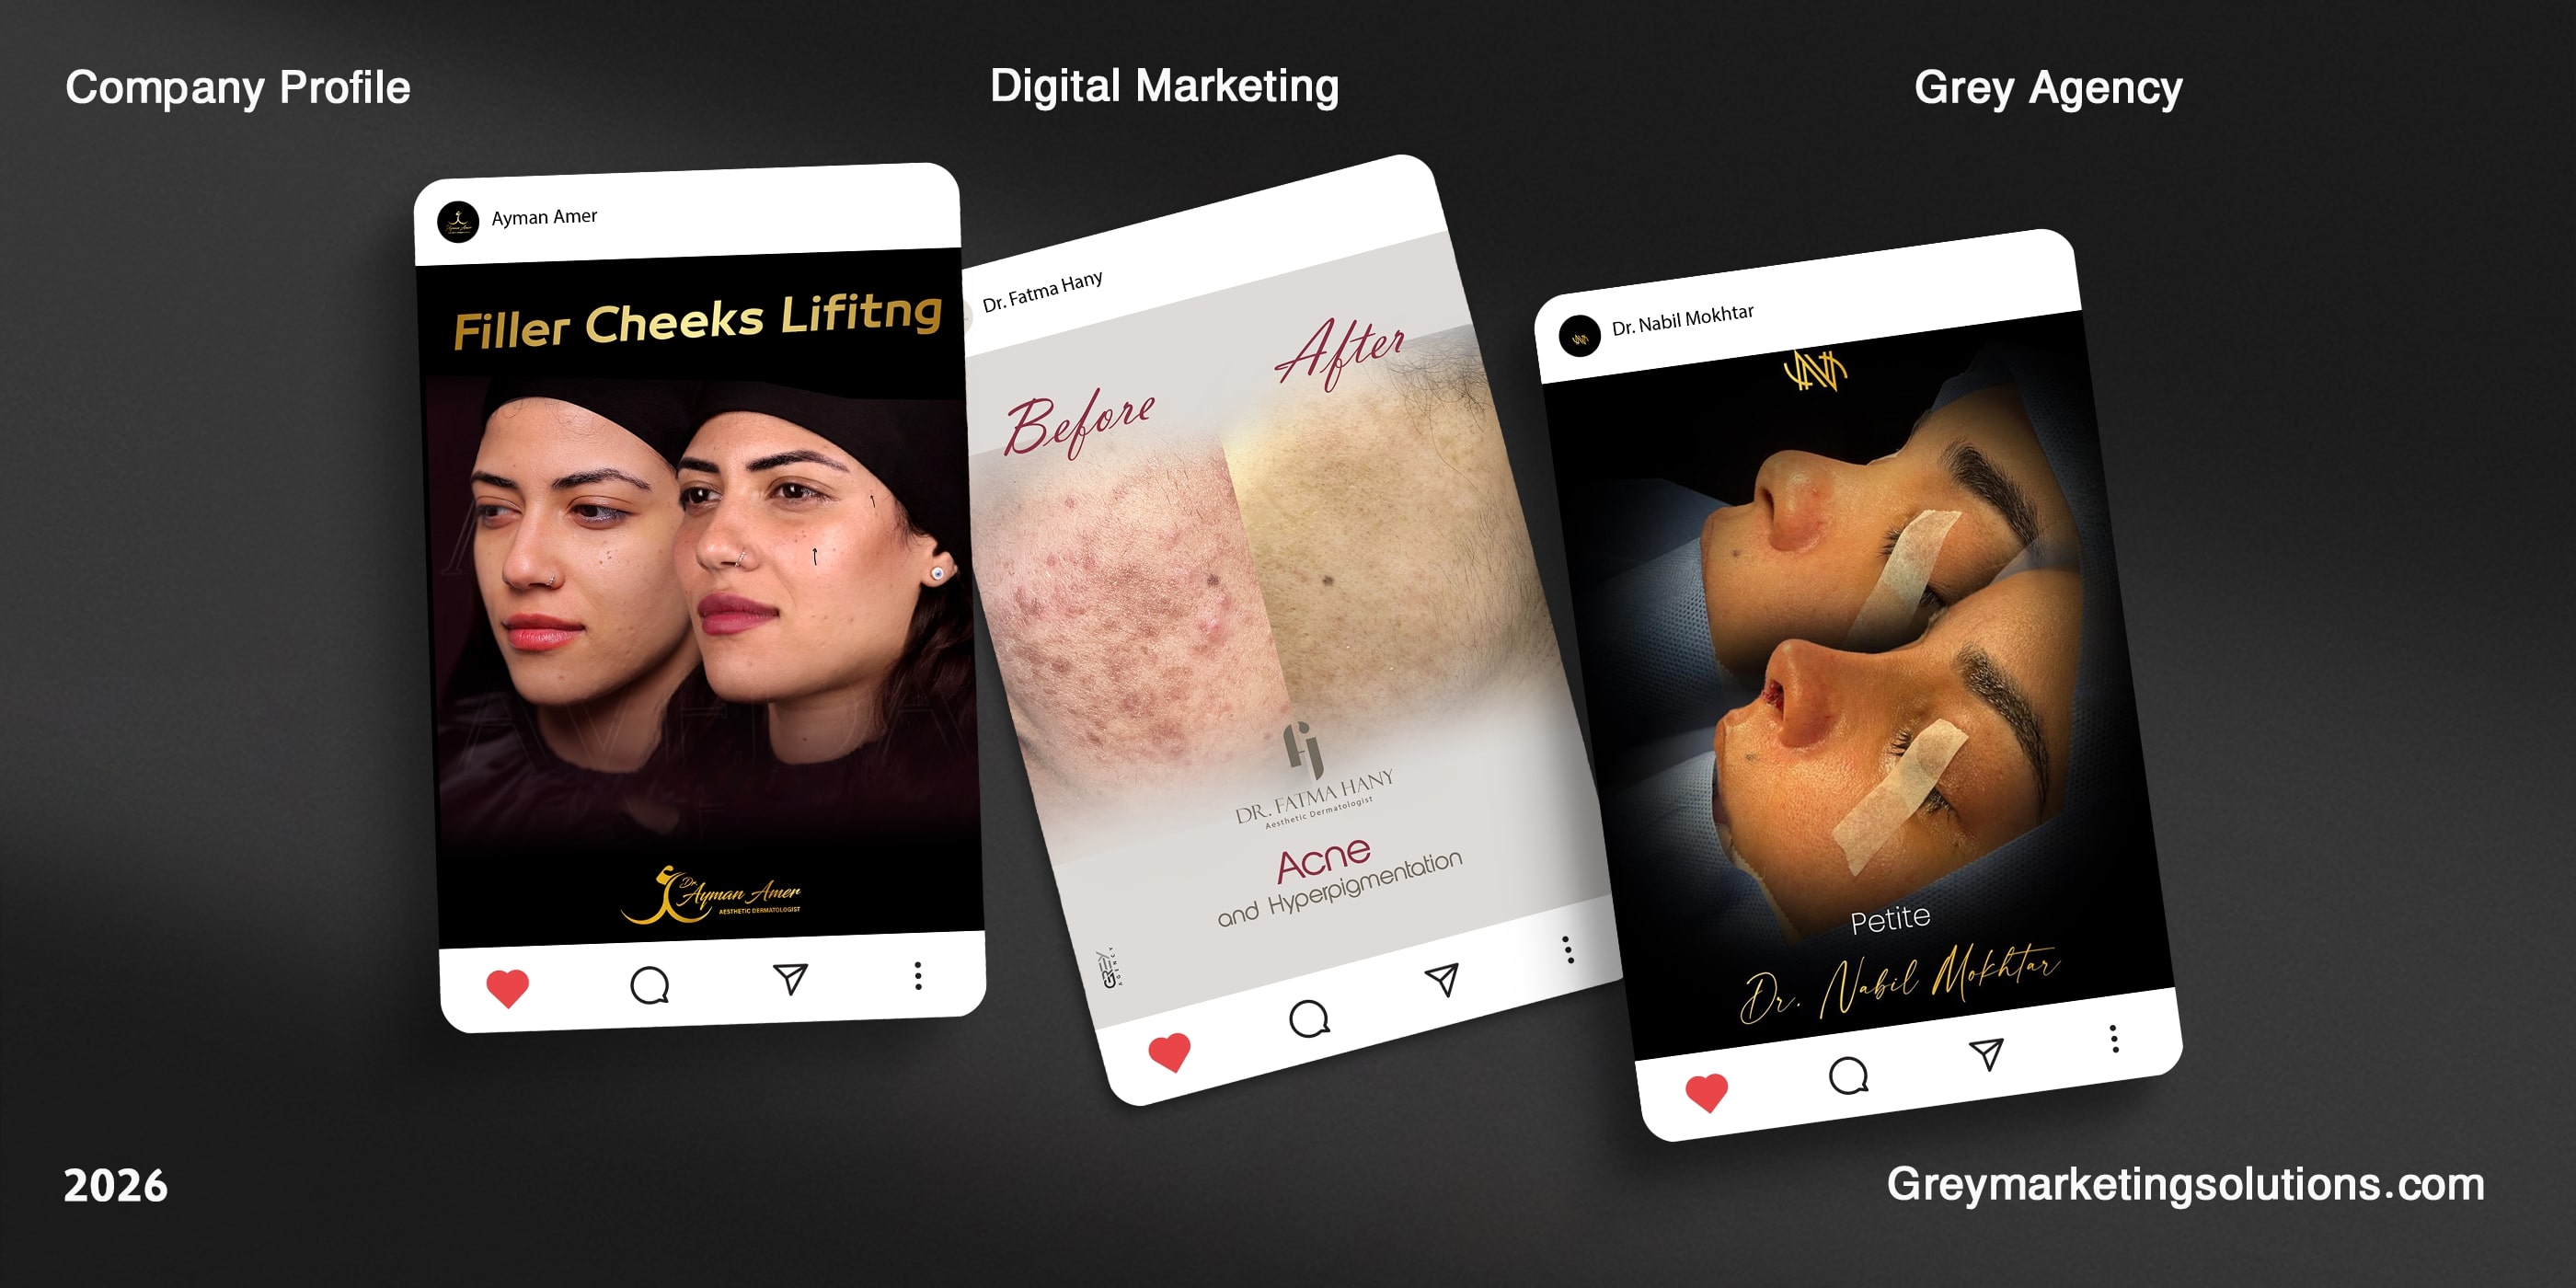 Company Profile
Digital Marketing
Grey Agency
Ayman Amer
Filler Cheeks Lifitng
Dr. Ayman Amer
AESTHETIC DERMATOLOGIST
Dr. Fatma Hany
Before
After
DR. FATMA HANY
Aesthetic Dermatologist
Acne
and Hyperpigmentation
GREY
AGENCY
Dr. Nabil Mokhtar
Petite
Dr. Nabil Mokhtar
2026
Greymarketingsolutions.com